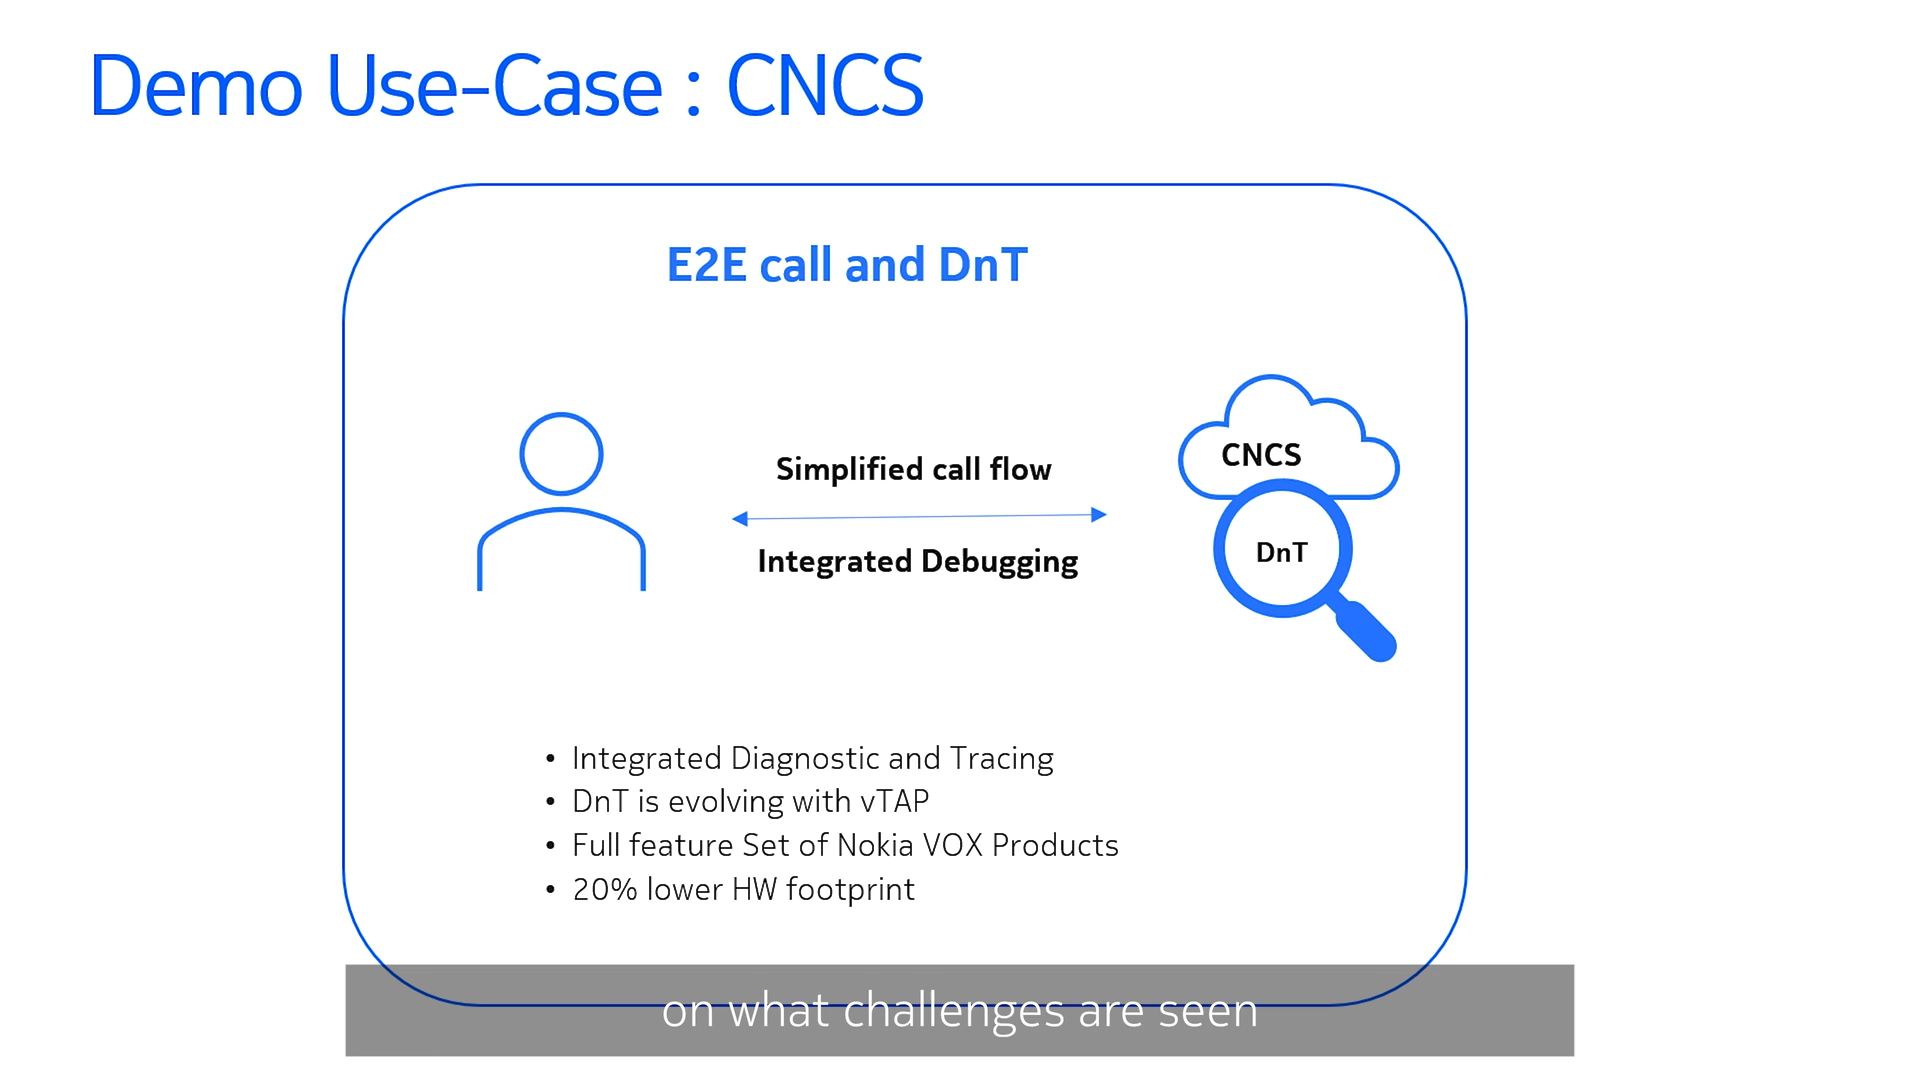 Demo Use-Case : CNCS
E2E call and DnT
Simplified call flow
Integrated Debugging
CNCS
DnT
• Integrated Diagnostic and Tracing
• DnT is evolving with vTAP
• Full feature Set of Nokia VOX Products
• 20% lower HW footprint
on what challenges are seen